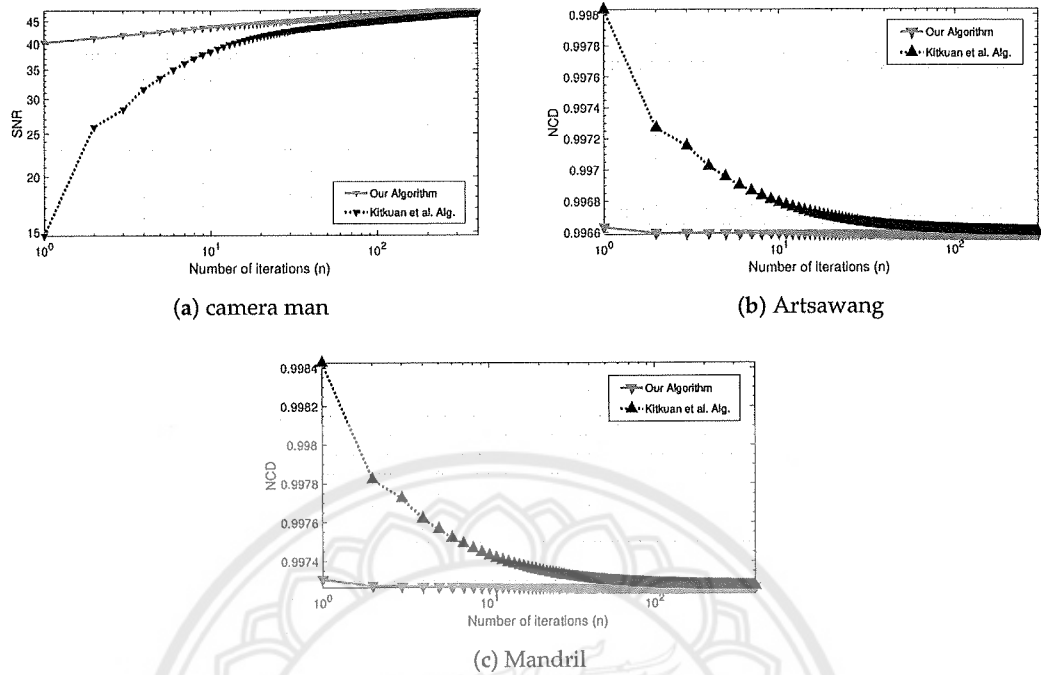 45
40
35
30
25
20
15
SNR
Our Algorithm
Kitkuan et al. Alg.
10^0
10^1
10^2
Number of iterations (n)
(a) camera man
0.998
0.9978
0.9976
0.9974
0.9972
0.997
0.9968
0.9966
NCD
Our Algorithm
Kitkuan et al. Alg.
10^0
10^1
10^2
Number of iterations (n)
(b) Artsawang
0.9984
0.9982
0.998
0.9978
0.9976
0.9974
NCD
Our Algorithm
Kitkuan et al. Alg.
10^0
10^1
10^2
Number of iterations (n)
(c) Mandril